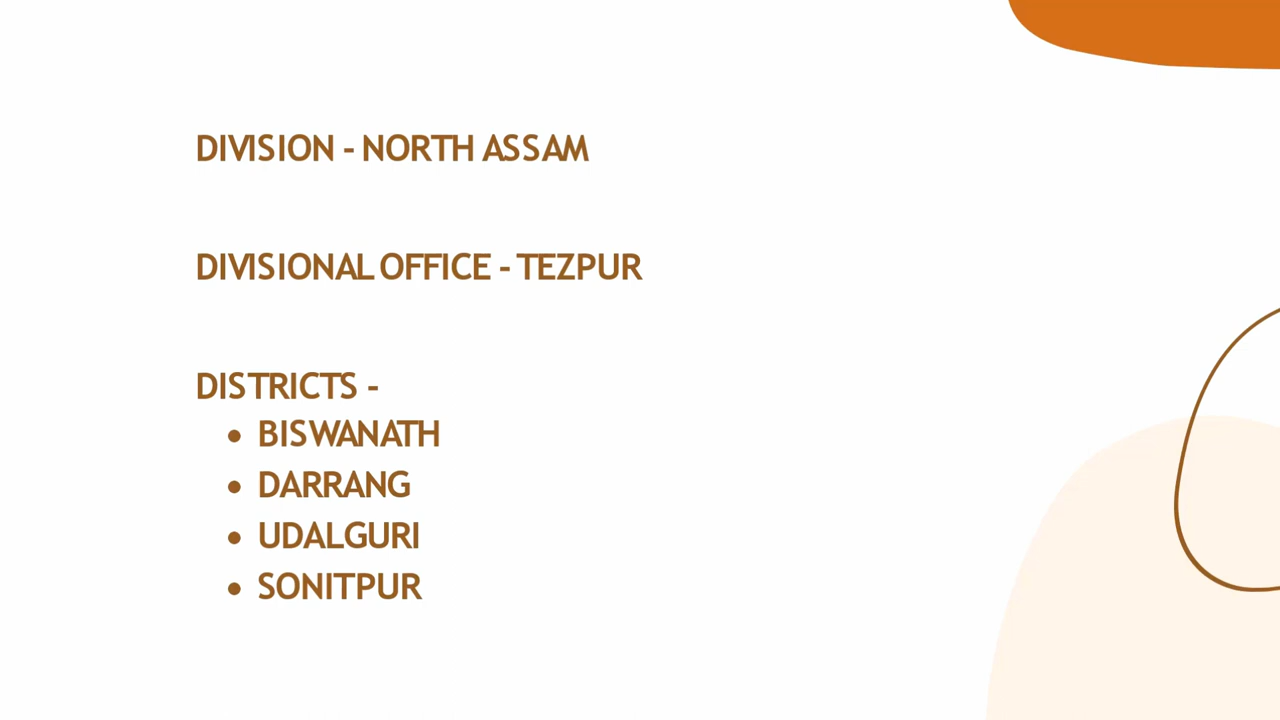 DIVISION - NORTH ASSAM
DIVISIONAL OFFICE - TEZPUR
DISTRICTS -
• BISWANATH
• DARRANG
• UDALGURI
• SONITPUR